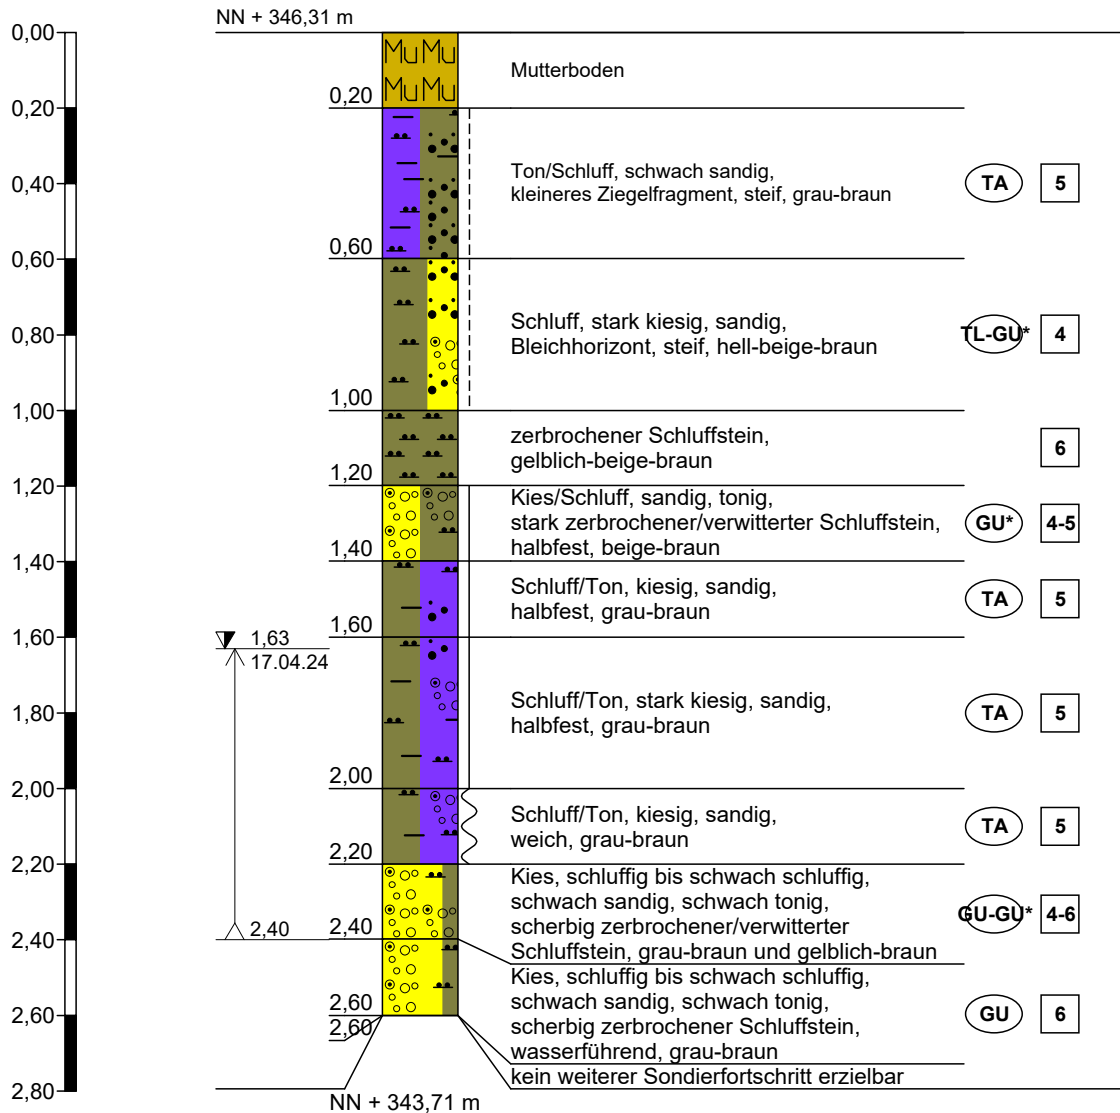 NN + 346,31 m
0,00
Mu Mu
Mu Mu
Mutterboden
0,20
0,20
Ton/Schluff, schwach sandig,
kleineres Ziegelfragment, steif, grau-braun
TA
5
0,40
0,60
0,60
Schluff, stark kiesig, sandig,
Bleichhorizont, steif, hell-beige-braun
TL-GU*
4
0,80
1,00
1,00
zerbrochener Schluffstein,
gelblich-beige-braun
6
1,20
1,20
Kies/Schluff, sandig, tonig,
stark zerbrochener/verwitterter Schluffstein,
halbfest, beige-braun
GU*
4-5
1,40
1,40
Schluff/Ton, kiesig, sandig,
halbfest, grau-braun
TA
5
1,60
1,60
1,63
17.04.24
Schluff/Ton, stark kiesig, sandig,
halbfest, grau-braun
TA
5
1,80
2,00
2,00
Schluff/Ton, kiesig, sandig,
weich, grau-braun
TA
5
2,20
2,20
Kies, schluffig bis schwach schluffig,
schwach sandig, schwach tonig,
scherbig zerbrochener/verwitterter
Schluffstein, grau-braun und gelblich-braun
GU-GU*
4-6
2,40
2,40
2,40
Kies, schluffig bis schwach schluffig,
schwach sandig, schwach tonig,
scherbig zerbrochener Schluffstein,
wasserführend, grau-braun
GU
6
2,60
2,60
2,60
kein weiterer Sondierfortschritt erzielbar
2,80
NN + 343,71 m